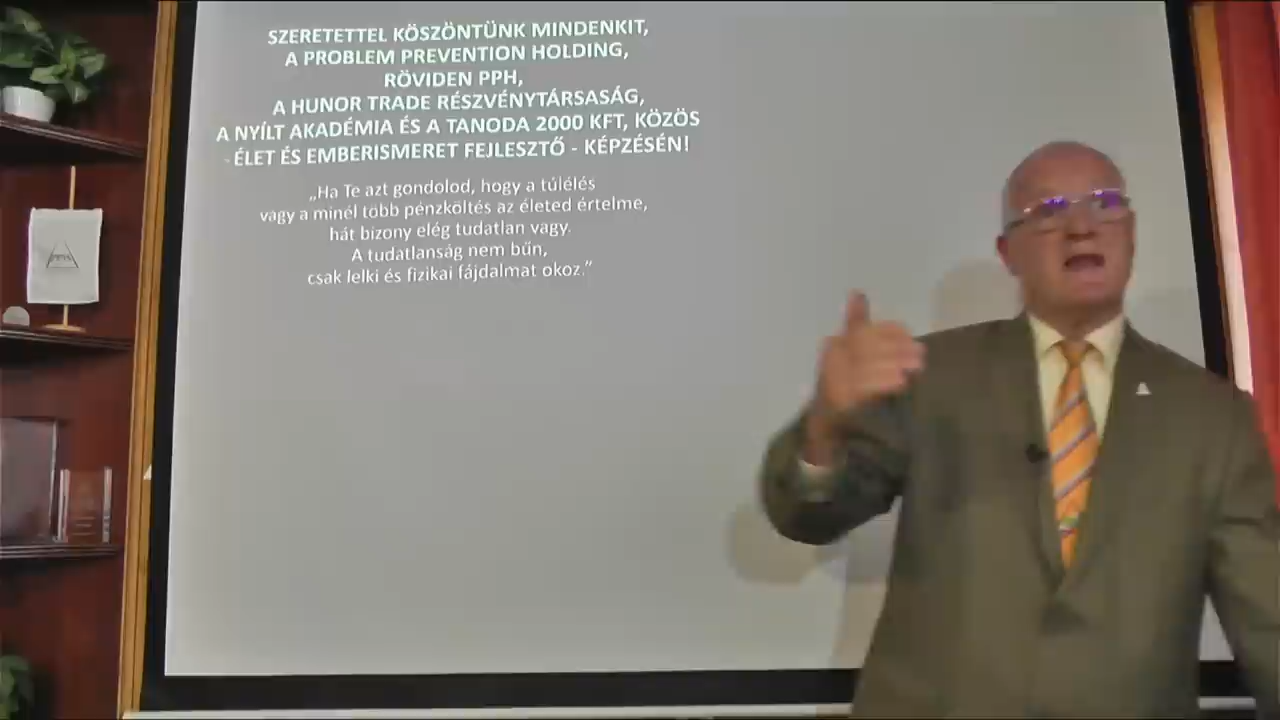 SZERETETTEL KÖSZÖNTÜNK MINDENKIT,
A PROBLEM PREVENTION HOLDING,
RÖVIDEN PPH,
A HUNOR TRADE RÉSZVÉNYTÁRSASÁG,
A NYÍLT AKADÉMIA ÉS A TANODA 2000 KFT, KÖZÖS
- ÉLET ÉS EMBERISMERET FEJLESZTŐ - KÉPZÉSÉN!
„Ha Te azt gondolod, hogy a túlélés
vagy a minél több pénzköltés az életed értelme,
hát bizony elég tudatlan vagy.
A tudatlanság nem bűn,
csak lelki és fizikai fájdalmat okoz.”